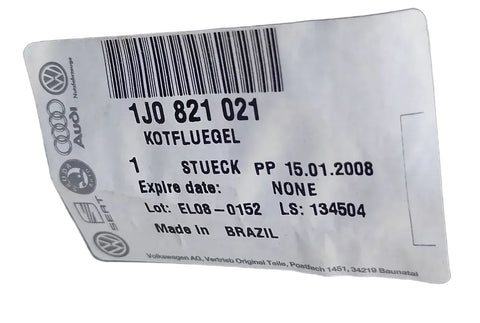 1J0 821 021
KOTFLUEGEL
1 STUECK PP 15.01.2008
Expire date: NONE
Lot: EL08-0152 LS: 134504
Made in BRAZIL
Volkswagen AG, Vertrieb Original Teile, Postfach 1451, 34219 Baunatal
Nutzfahrzeuge
Audi
SEAT